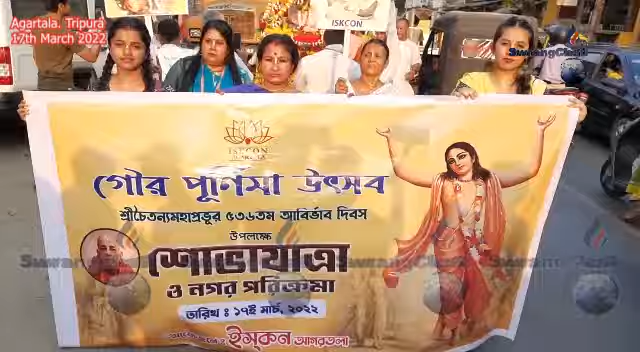 Agartala. Tripura
17th March 2022
ISKCON
ISKCON
গৌর পূর্ণিমা উৎসব
শ্রীচৈতন্যমহাপ্রভুর ৫৩৬তম আবির্ভাব দিবস
উপলক্ষে
শোভাযাত্রা
ও নগর পরিক্রমা
তারিখ ঃ ১৭ই মার্চ, ২০২২
ইস্‌কন আগরতলা